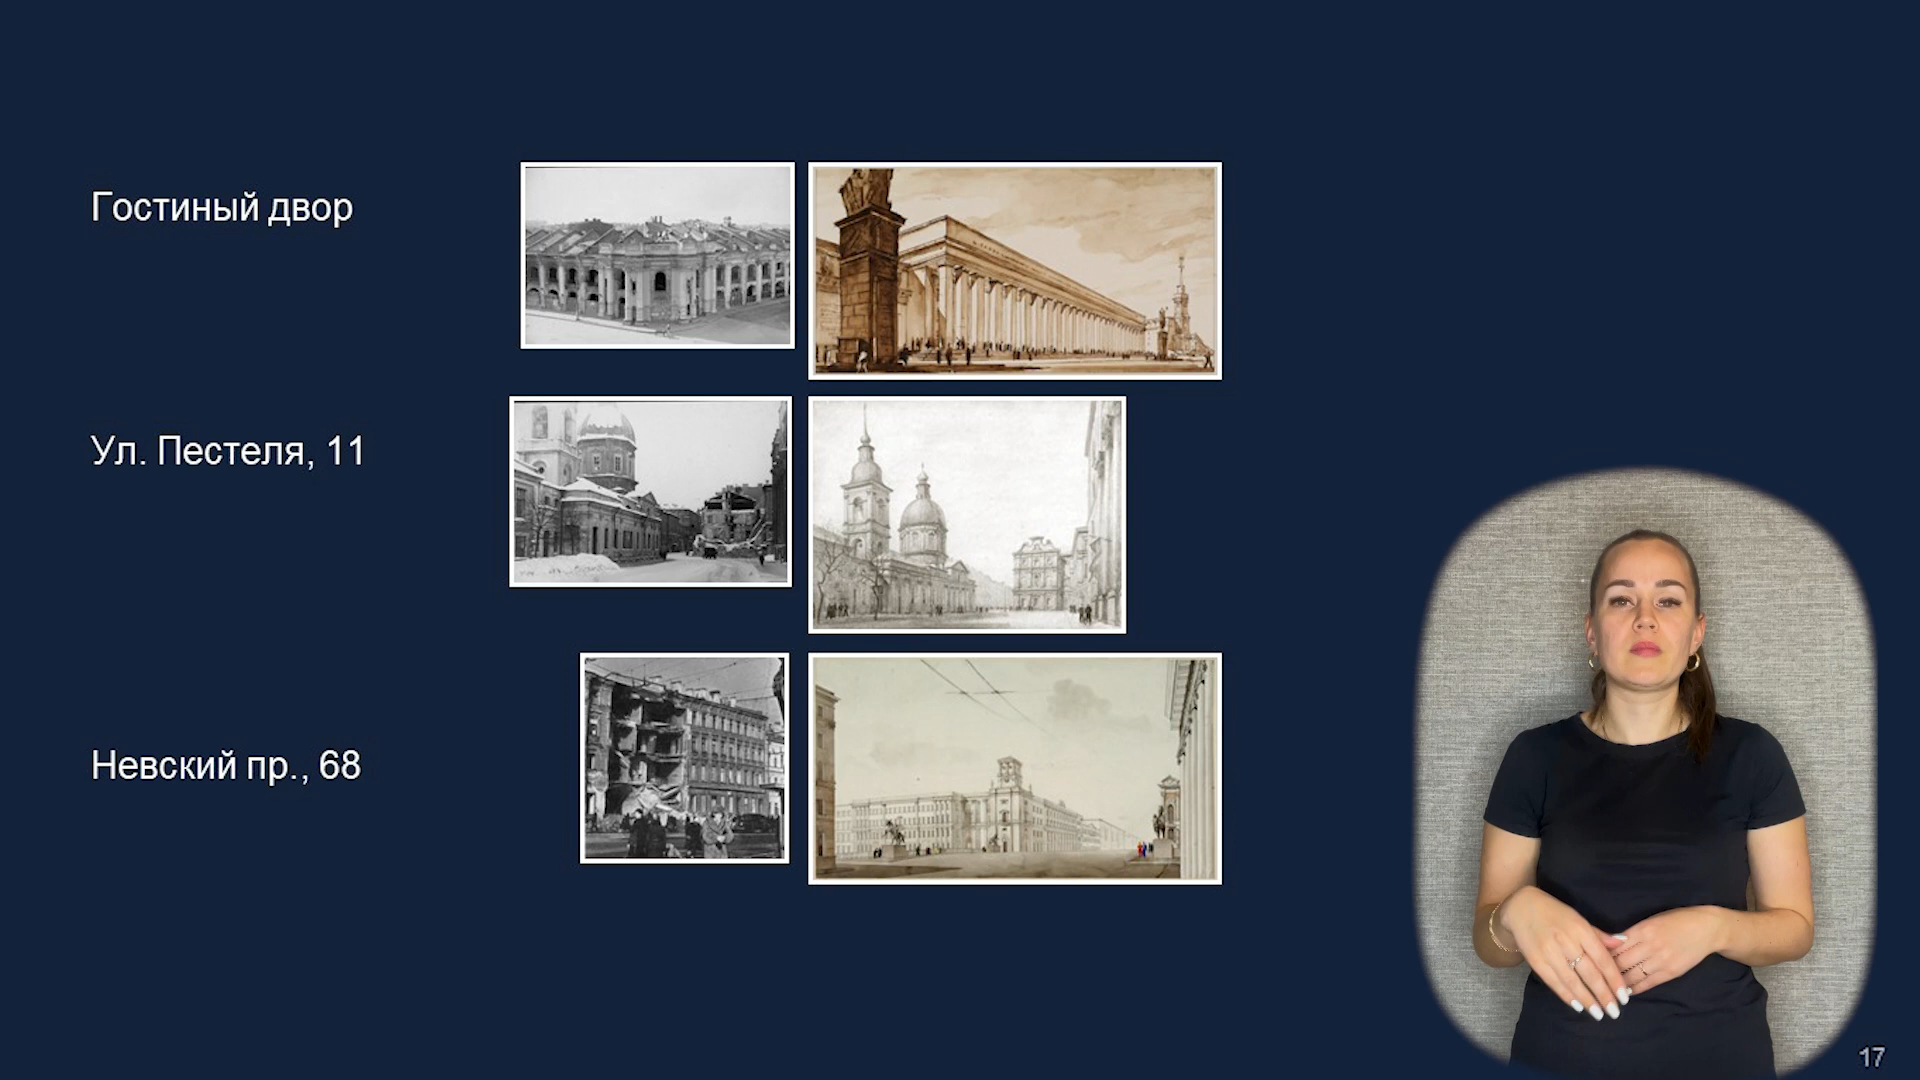 Гостиный двор
Ул. Пестеля, 11
Невский пр., 68
17